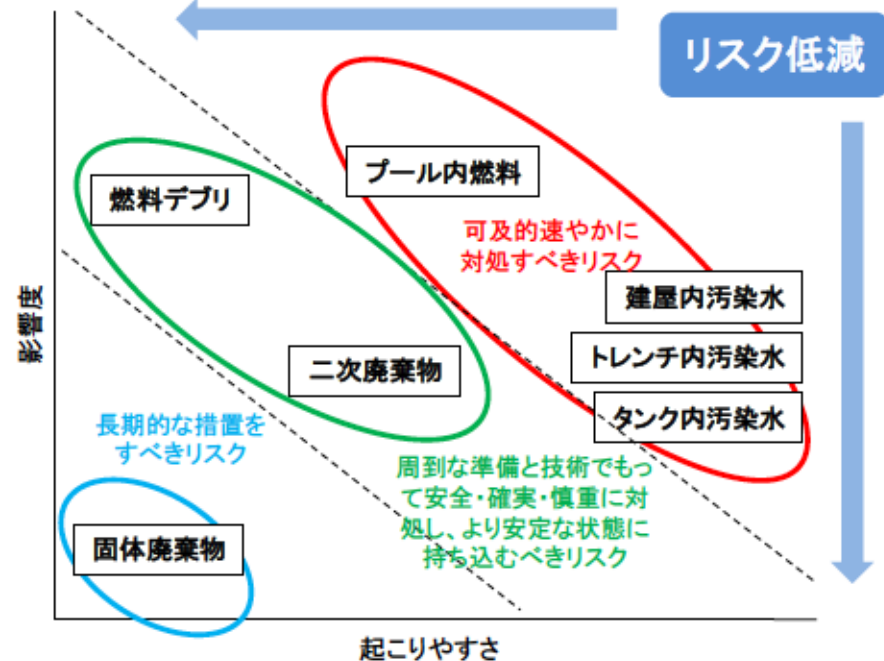 リスク低減
プール内燃料
燃料デブリ
可及的速やかに
対処すべきリスク
建屋内汚染水
トレンチ内汚染水
タンク内汚染水
影響度
二次廃棄物
長期的な措置を
すべきリスク
周到な準備と技術でもっ
て安全・確実・慎重に対
処し、より安定な状態に
持ち込むべきリスク
固体廃棄物
起こりやすさ